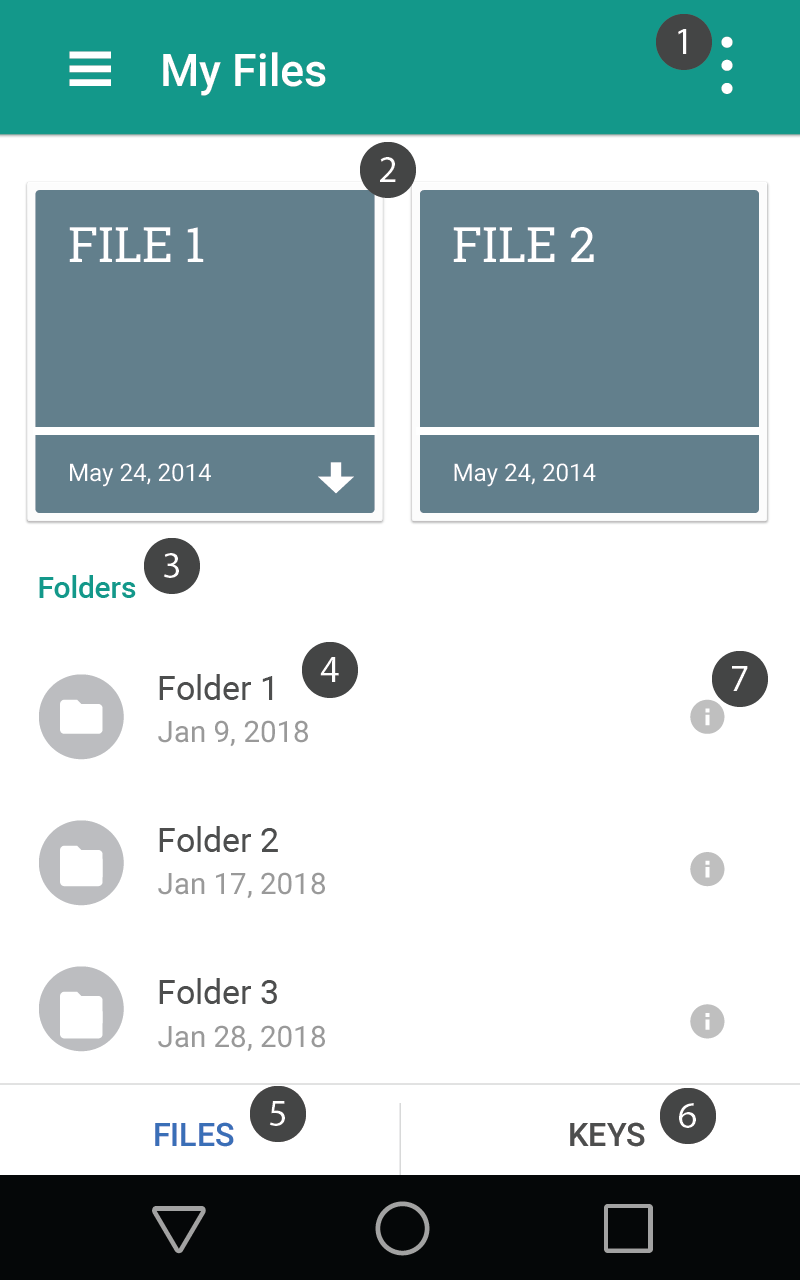 My Files
1
2
FILE 1
FILE 2
May 24, 2014
May 24, 2014
3
Folders
4
Folder 1
Jan 9, 2018
7
Folder 2
Jan 17, 2018
Folder 3
Jan 28, 2018
FILES
5
KEYS
6